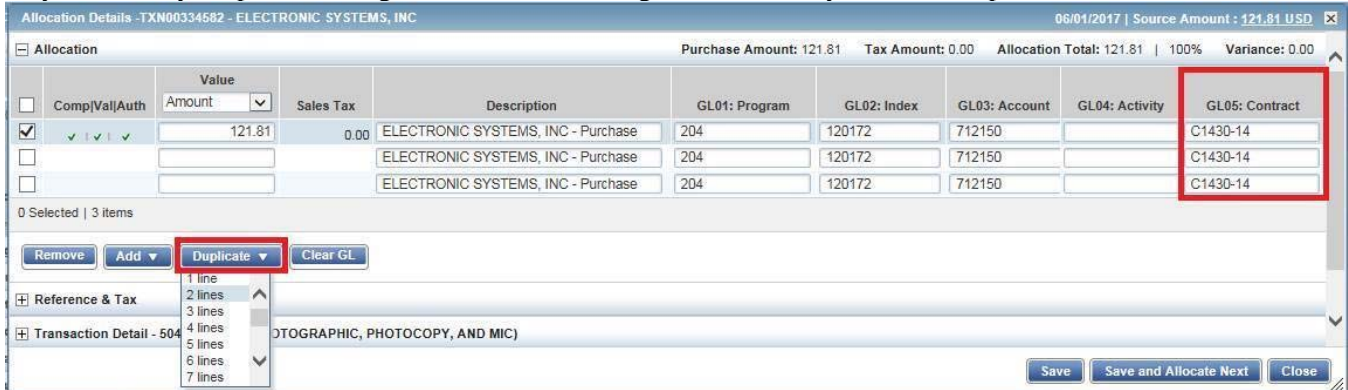 Allocation Details -TXN00334582 - ELECTRONIC SYSTEMS, INC 06/01/2017 | Source Amount : 121.81 USD
Allocation Purchase Amount: 121.81 Tax Amount: 0.00 Allocation Total: 121.81 | 100% Variance: 0.00
Value
Comp|Val|Auth Amount Sales Tax Description GL01: Program GL02: Index GL03: Account GL04: Activity GL05: Contract
121.81 0.00 ELECTRONIC SYSTEMS, INC - Purchase 204 120172 712150 C1430-14
ELECTRONIC SYSTEMS, INC - Purchase 204 120172 712150 C1430-14
ELECTRONIC SYSTEMS, INC - Purchase 204 120172 712150 C1430-14
0 Selected | 3 items
Remove Add Duplicate Clear GL
1 line
Reference & Tax 2 lines
3 lines
Transaction Detail - 504 4 lines OTOGRAPHIC, PHOTOCOPY, AND MIC)
5 lines
6 lines
7 lines
Save Save and Allocate Next Close